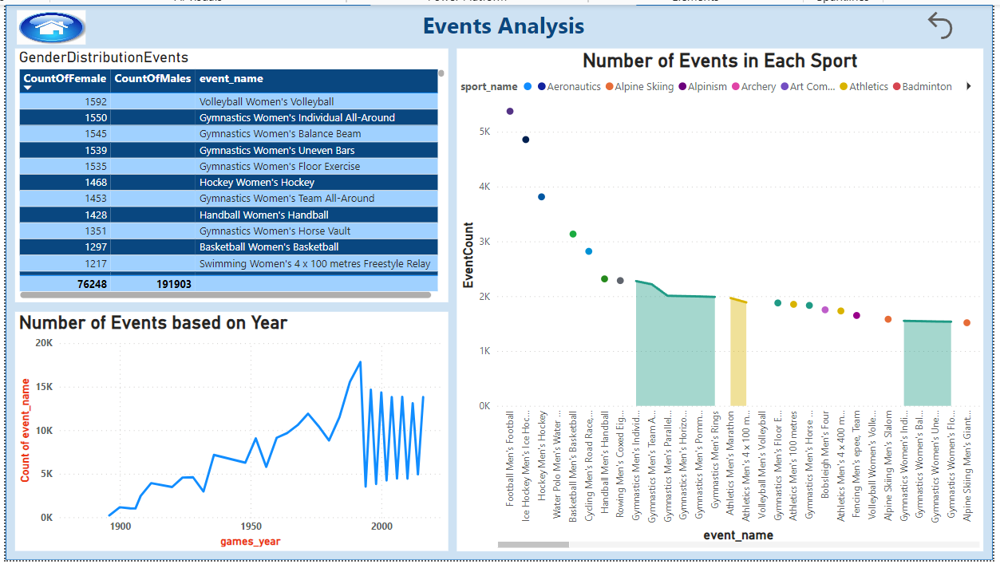 Events Analysis
GenderDistributionEvents
CountOfFemale CountOfMales event_name
1592 Volleyball Women's Volleyball
1550 Gymnastics Women's Individual All-Around
1545 Gymnastics Women's Balance Beam
1539 Gymnastics Women's Uneven Bars
1535 Gymnastics Women's Floor Exercise
1468 Hockey Women's Hockey
1453 Gymnastics Women's Team All-Around
1428 Handball Women's Handball
1351 Gymnastics Women's Horse Vault
1297 Basketball Women's Basketball
1217 Swimming Women's 4 x 100 metres Freestyle Relay
76248 191903
Number of Events based on Year
Count of event_name
20K
15K
10K
5K
0K
1900 1950 2000
games_year
Number of Events in Each Sport
sport_name Aeronautics Alpine Skiing Alpinism Archery Art Com... Athletics Badminton
EventCount
5K
4K
3K
2K
1K
0K
Football Men's Football
Ice Hockey Men's Ice Hoc...
Hockey Men's Hockey
Water Polo Men's Water ...
Basketball Men's Basketball
Cycling Men's Road Race,...
Handball Men's Handball
Rowing Men's Coxed Eig...
Gymnastics Men's Individ...
Gymnastics Men's Team A...
Gymnastics Men's Parallel...
Gymnastics Men's Horizo...
Gymnastics Men's Pomm...
Gymnastics Men's Rings
Athletics Men's Marathon
Athletics Men's 4 x 100 m...
Volleyball Men's Volleyball
Gymnastics Men's Floor E...
Athletics Men's 100 metres
Gymnastics Men's Horse ...
Bobsleigh Men's Four
Athletics Men's 4 x 400 m...
Fencing Men's epee, Team
Volleyball Women's Volle...
Alpine Skiing Men's Slalom
Gymnastics Women's Indi...
Gymnastics Women's Bal...
Gymnastics Women's Une...
Gymnastics Women's Flo...
Alpine Skiing Men's Giant...
event_name